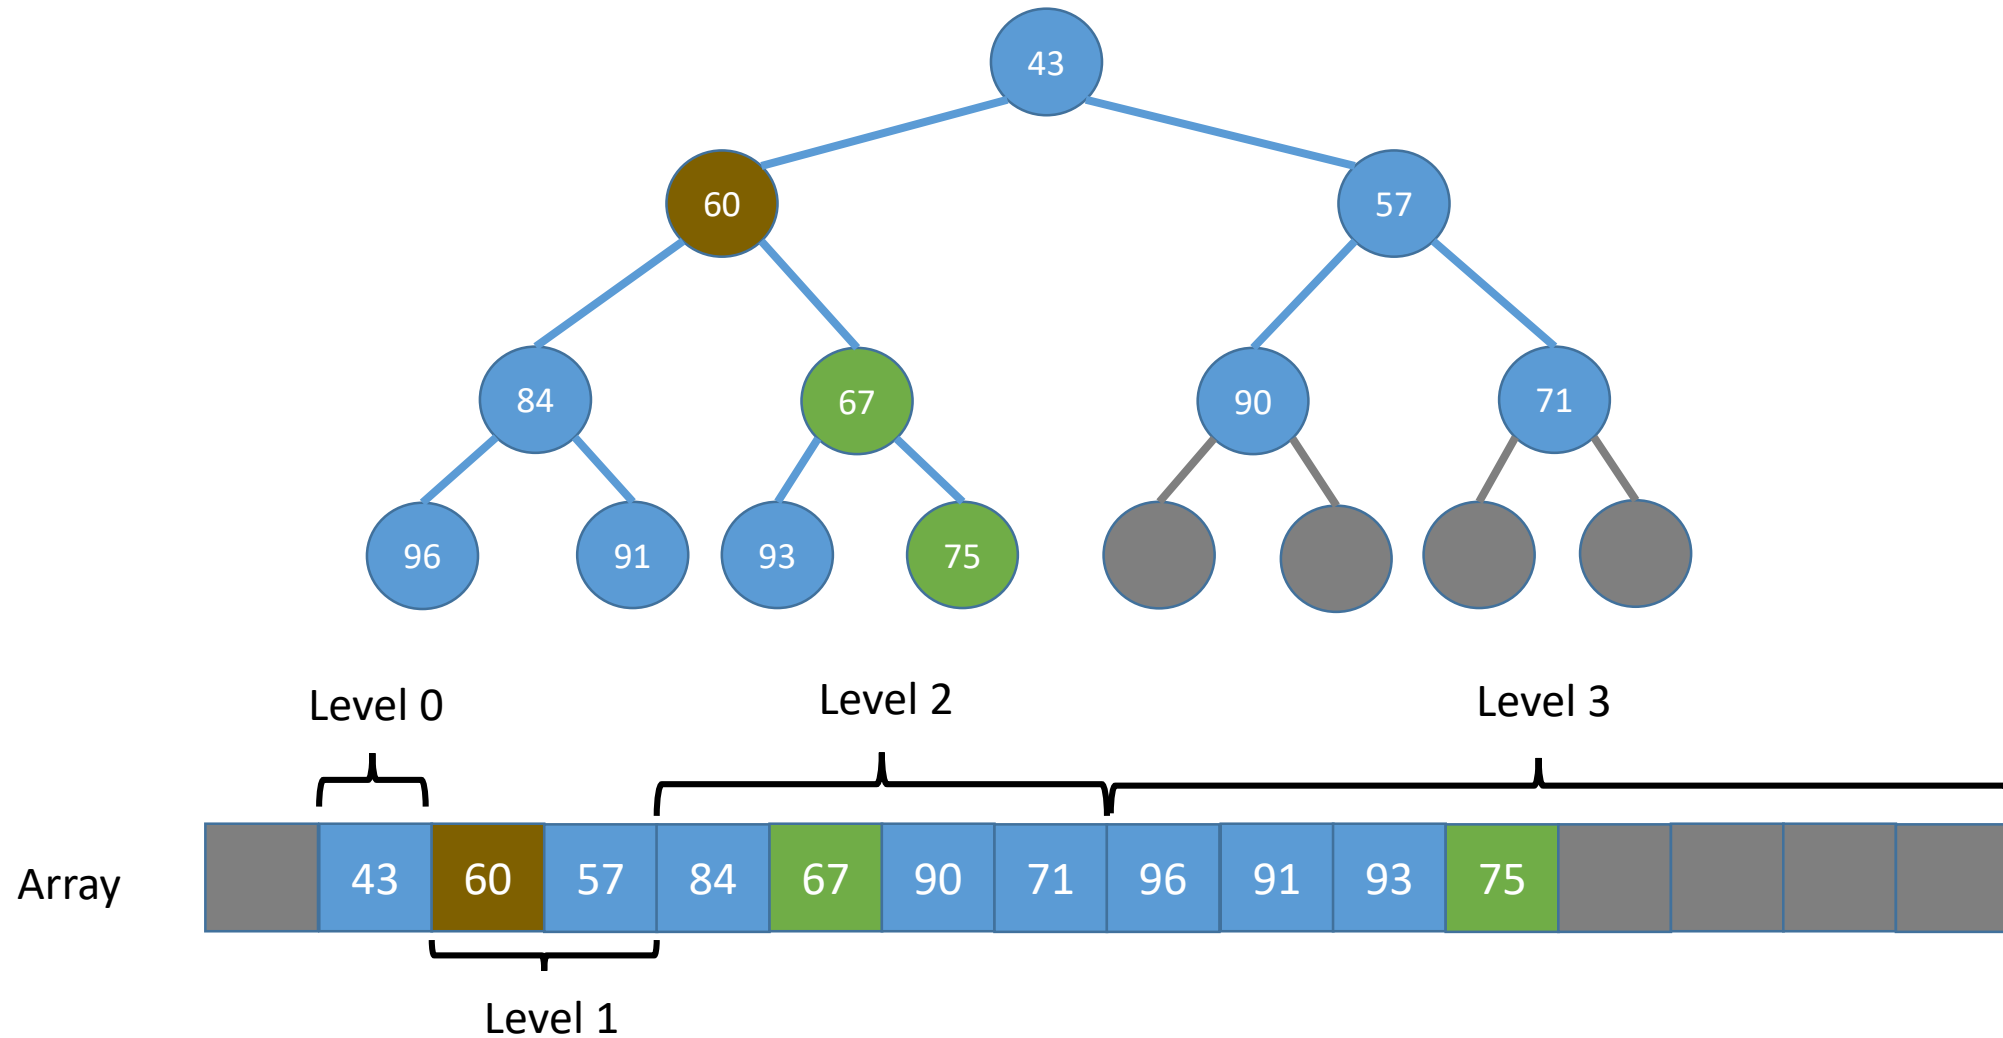 43
60 57
84 67 90 71
96 91 93 75
Level 0 Level 2 Level 3
Array 43 60 57 84 67 90 71 96 91 93 75
Level 1